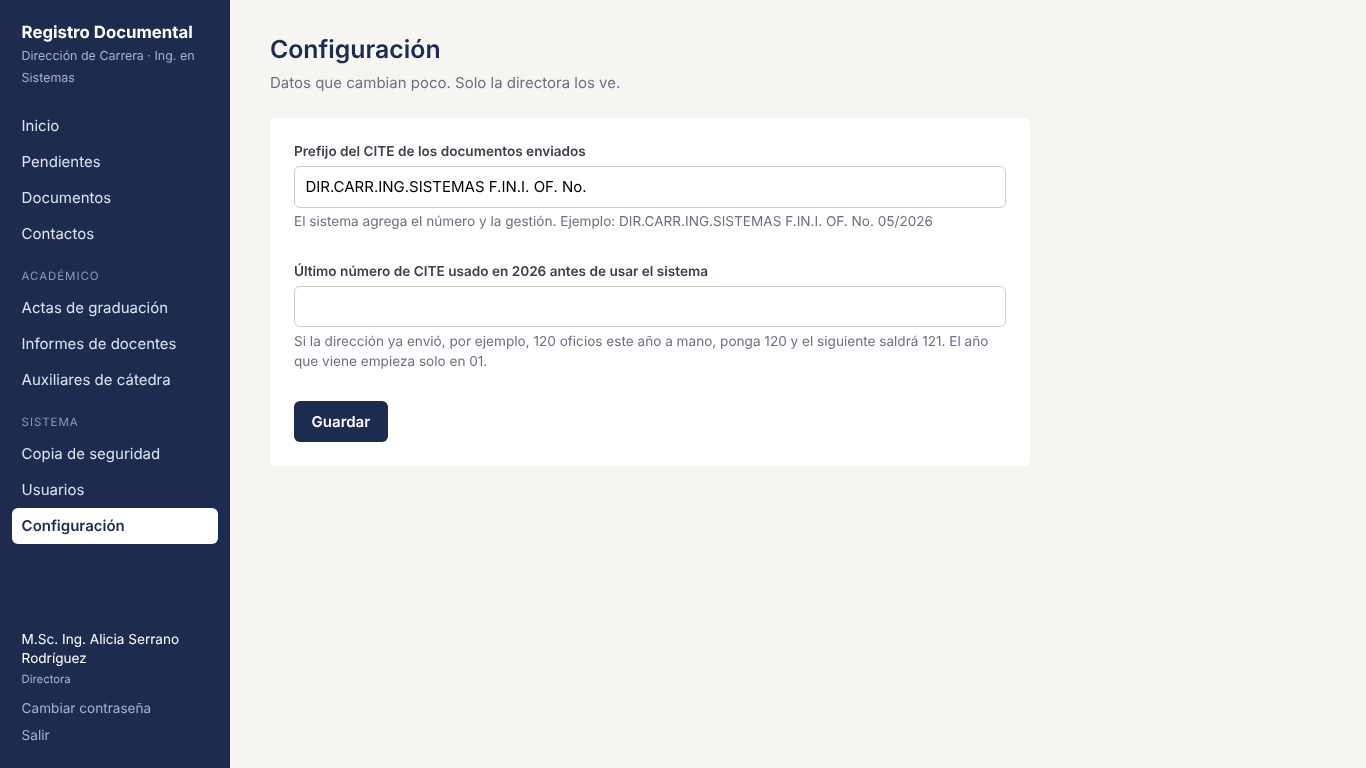 Registro Documental
Dirección de Carrera · Ing. en
Sistemas
Inicio
Pendientes
Documentos
Contactos
ACADÉMICO
Actas de graduación
Informes de docentes
Auxiliares de cátedra
SISTEMA
Copia de seguridad
Usuarios
Configuración
M.Sc. Ing. Alicia Serrano
Rodríguez
Directora
Cambiar contraseña
Salir
Configuración
Datos que cambian poco. Solo la directora los ve.
Prefijo del CITE de los documentos enviados
DIR.CARR.ING.SISTEMAS F.IN.I. OF. No.
El sistema agrega el número y la gestión. Ejemplo: DIR.CARR.ING.SISTEMAS F.IN.I. OF. No. 05/2026
Último número de CITE usado en 2026 antes de usar el sistema
Si la dirección ya envió, por ejemplo, 120 oficios este año a mano, ponga 120 y el siguiente saldrá 121. El año
que viene empieza solo en 01.
Guardar